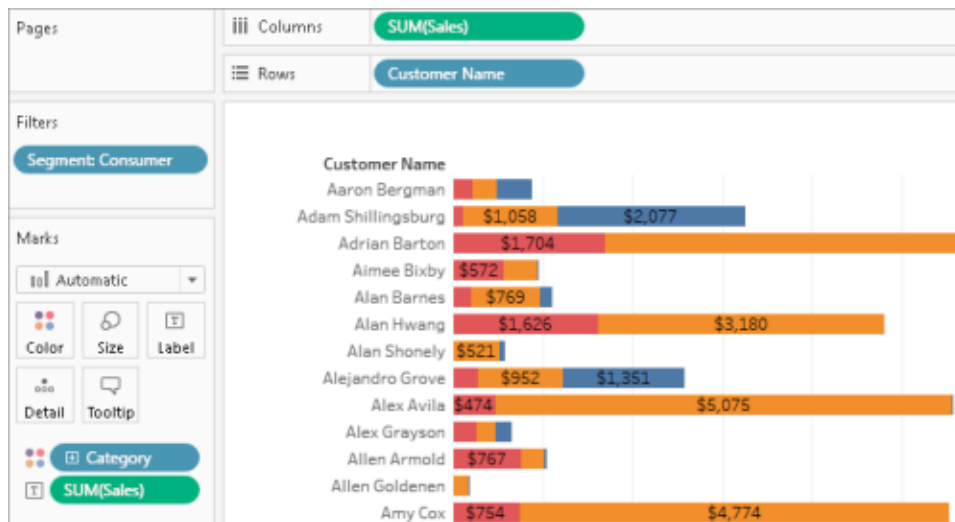 Pages
Columns
SUM(Sales)
Rows
Customer Name
Filters
Segment: Consumer
Marks
Automatic
Color
Size
Label
Detail
Tooltip
Category
SUM(Sales)
Customer Name
Aaron Bergman
Adam Shillingsburg $1,058 $2,077
Adrian Barton $1,704
Aimee Bixby $572
Alan Barnes $769
Alan Hwang $1,626 $3,180
Alan Shonely $521
Alejandro Grove $952 $1,351
Alex Avila $474 $5,075
Alex Grayson
Allen Armold $767
Allen Goldenen
Amy Cox $754 $4,774